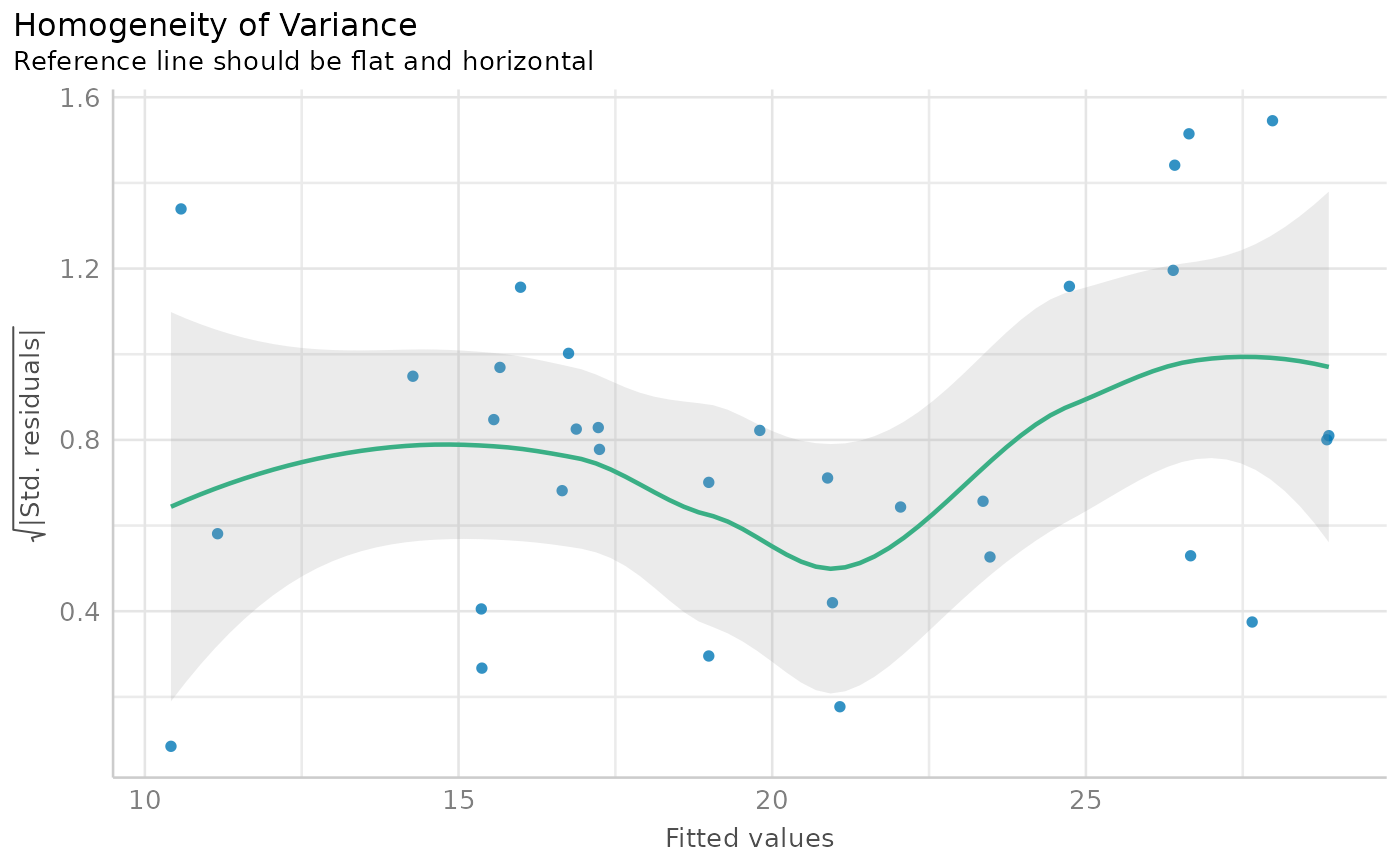 Homogeneity of Variance
Reference line should be flat and horizontal
1.6
1.2
0.8
0.4
√|Std. residuals|
10 15 20 25
Fitted values